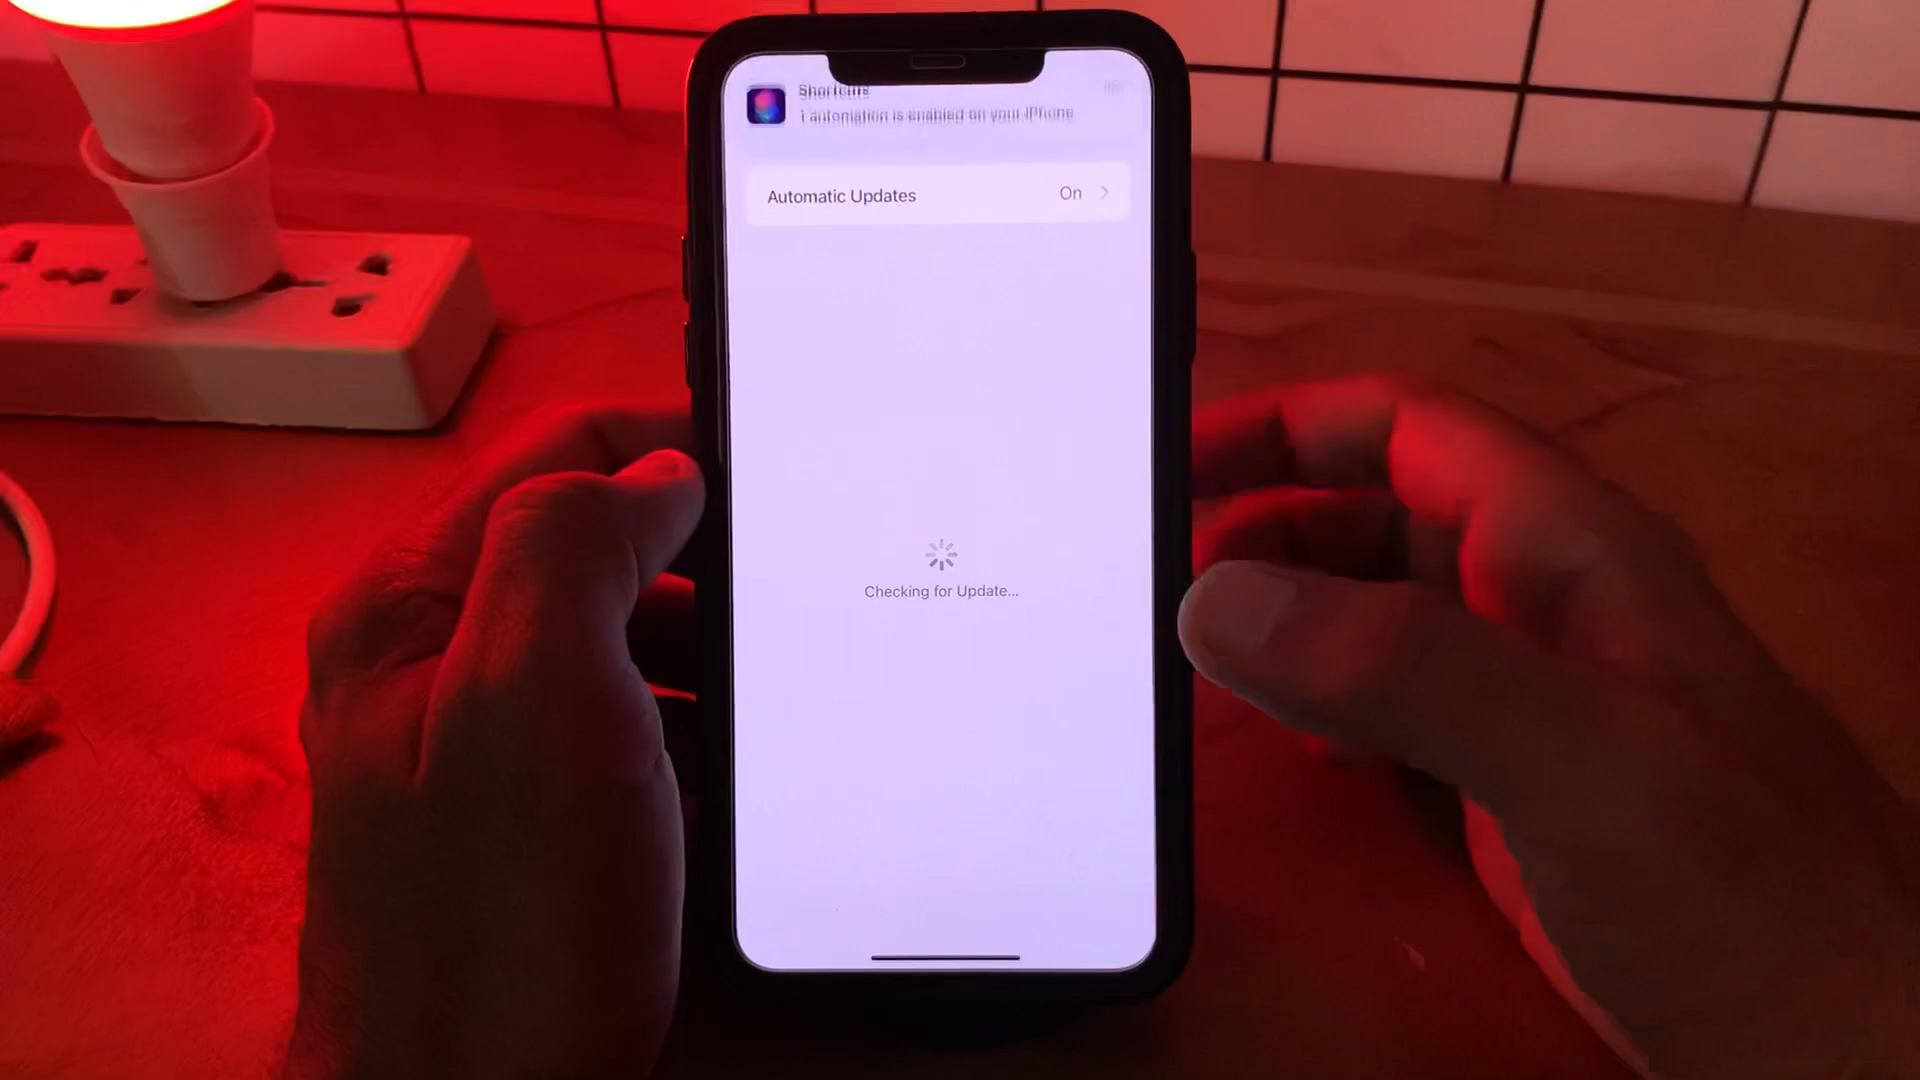 Shortcuts
1 automation is enabled on your iPhone
Automatic Updates On
Checking for Update...